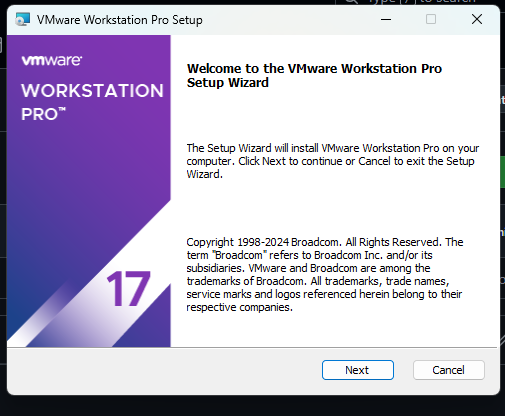 Type / to search
VMware Workstation Pro Setup
vmware®
WORKSTATION
PRO™
17
Welcome to the VMware Workstation Pro
Setup Wizard
The Setup Wizard will install VMware Workstation Pro on your
computer. Click Next to continue or Cancel to exit the Setup
Wizard.
Copyright 1998-2024 Broadcom. All Rights Reserved. The
term "Broadcom" refers to Broadcom Inc. and/or its
subsidiaries. VMware and Broadcom are among the
trademarks of Broadcom. All trademarks, trade names,
service marks and logos referenced herein belong to their
respective companies.
Next
Cancel